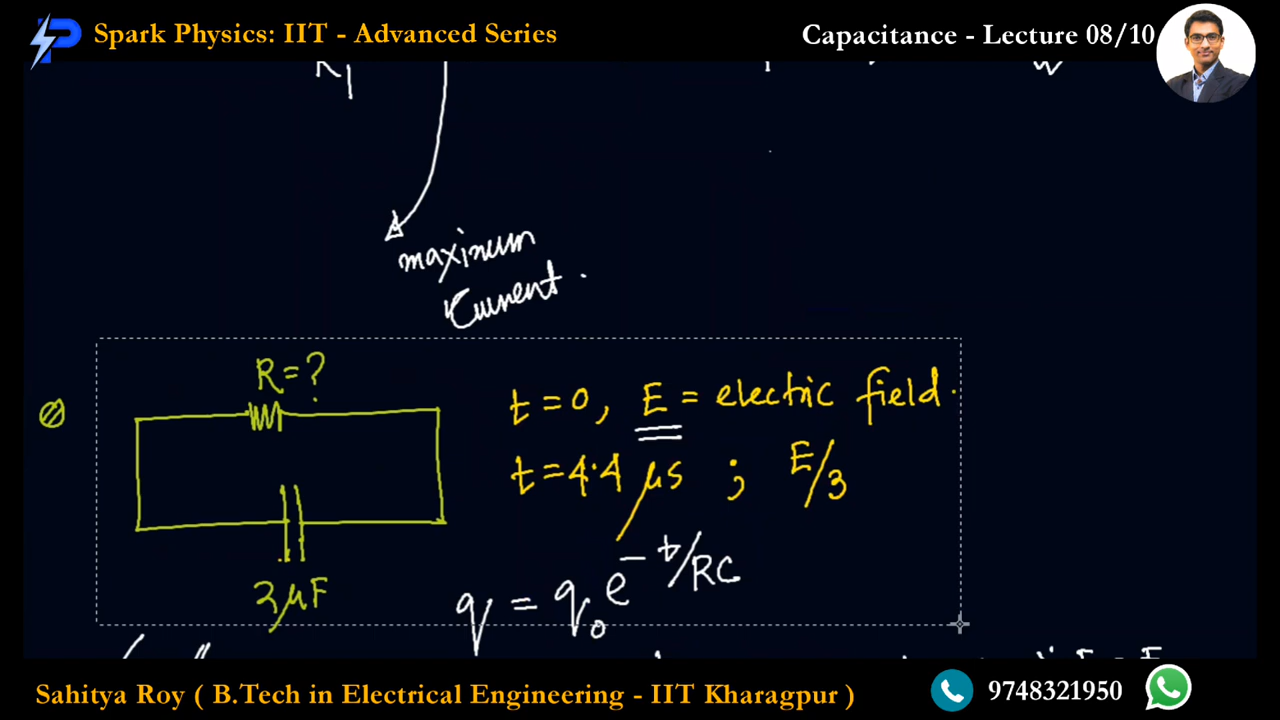 Spark Physics: IIT - Advanced Series
Capacitance - Lecture 08/10
R1
maximum
Current.
R = ?
t = 0, E = electric field.
t = 4.4 μs ; E/3
3μF
q = q0 e^-t/RC
Sahitya Roy ( B.Tech in Electrical Engineering - IIT Kharagpur )
9748321950